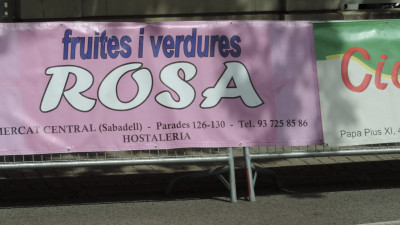 fruites i verdures
ROSA
MERCAT CENTRAL (Sabadell) - Parades 126-130 - Tel. 93 725 85 86
HOSTALERIA
Papa Pius XI,